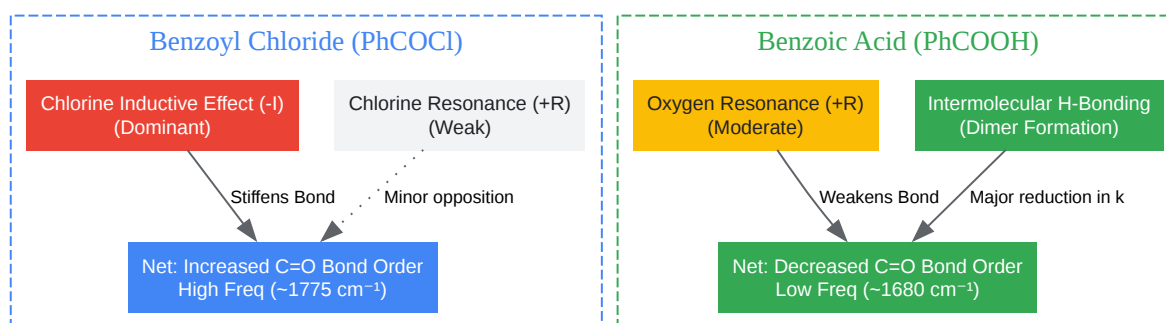 Benzoyl Chloride (PhCOCl)
Chlorine Inductive Effect (-I)
(Dominant)
Chlorine Resonance (+R)
(Weak)
Stiffens Bond
Minor opposition
Net: Increased C=O Bond Order
High Freq (~1775 cm⁻¹)
Benzoic Acid (PhCOOH)
Oxygen Resonance (+R)
(Moderate)
Intermolecular H-Bonding
(Dimer Formation)
Weakens Bond
Major reduction in k
Net: Decreased C=O Bond Order
Low Freq (~1680 cm⁻¹)